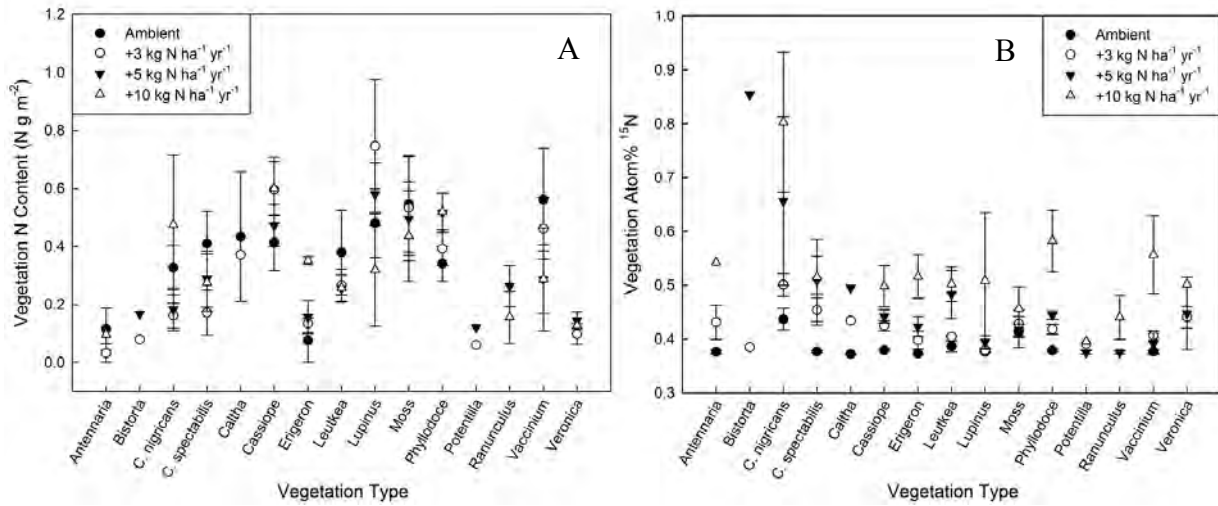 A
Ambient
+3 kg N ha⁻¹ yr⁻¹
+5 kg N ha⁻¹ yr⁻¹
+10 kg N ha⁻¹ yr⁻¹
Vegetation N Content (N g m⁻²)
1.2
1.0
0.8
0.6
0.4
0.2
0.0
Antennaria
Bistorta
C. nigricans
C. spectabilis
Caltha
Cassiope
Erigeron
Leutkea
Lupinus
Moss
Phyllodoce
Potentilla
Ranunculus
Vaccinium
Veronica
Vegetation Type
B
Ambient
+3 kg N ha⁻¹ yr⁻¹
+5 kg N ha⁻¹ yr⁻¹
+10 kg N ha⁻¹ yr⁻¹
Vegetation Atom% ¹⁵N
1.0
0.9
0.8
0.7
0.6
0.5
0.4
0.3
Antennaria
Bistorta
C. nigricans
C. spectabilis
Caltha
Cassiope
Erigeron
Leutkea
Lupinus
Moss
Phyllodoce
Potentilla
Ranunculus
Vaccinium
Veronica
Vegetation Type